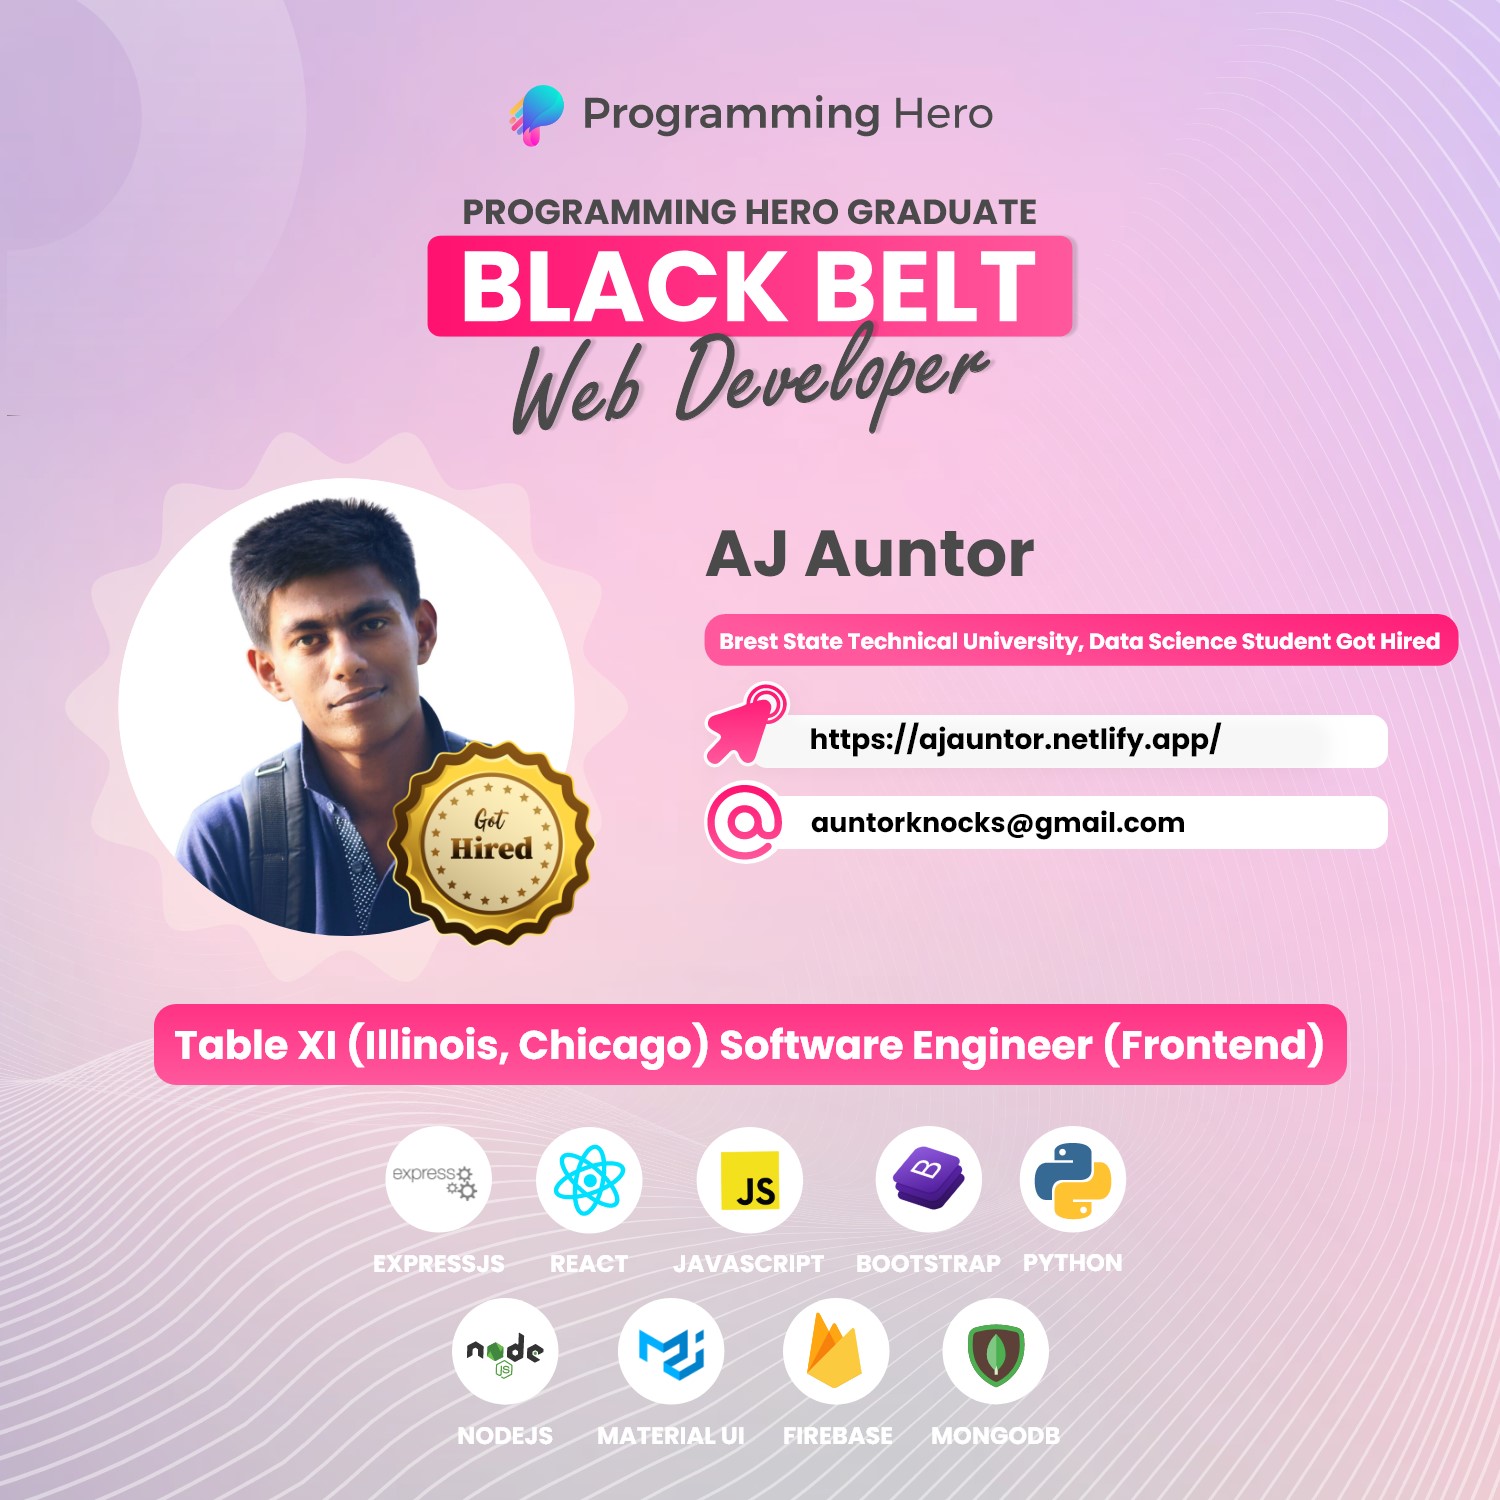 Programming Hero
PROGRAMMING HERO GRADUATE
BLACK BELT
Web Developer
AJ Auntor
Brest State Technical University, Data Science Student Got Hired
https://ajauntor.netlify.app/
auntorknocks@gmail.com
Got
Hired
Table XI (Illinois, Chicago) Software Engineer (Frontend)
express
JS
B
EXPRESSJS REACT JAVASCRIPT BOOTSTRAP PYTHON
node
JS
NODEJS MATERIAL UI FIREBASE MONGODB